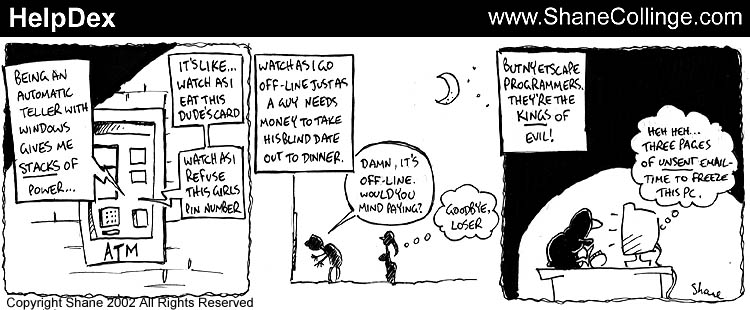 HelpDex
www.ShaneCollinge.com
BEING AN
AUTOMATIC
TELLER WITH
WINDOWS
GIVES ME
STACKS OF
POWER...
IT'S LIKE...
WATCH AS I
EAT THIS
DUDE'S CARD
WATCH AS I
REFUSE
THIS GIRLS
PIN NUMBER
ATM
WATCH AS I GO
OFF-LINE JUST AS
A GUY NEEDS
MONEY TO TAKE
HIS BLIND DATE
OUT TO DINNER.
DAMN, IT'S
OFF-LINE.
WOULD YOU
MIND PAYING?
GOODBYE,
LOSER
BUT NYETSCAPE
PROGRAMMERS.
THEY'RE THE
KINGS OF
EVIL!
HEH HEH...
THREE PAGES
OF UNSENT EMAIL-
TIME TO FREEZE
THIS PC.
Shane
Copyright Shane 2002 All Rights Reserved